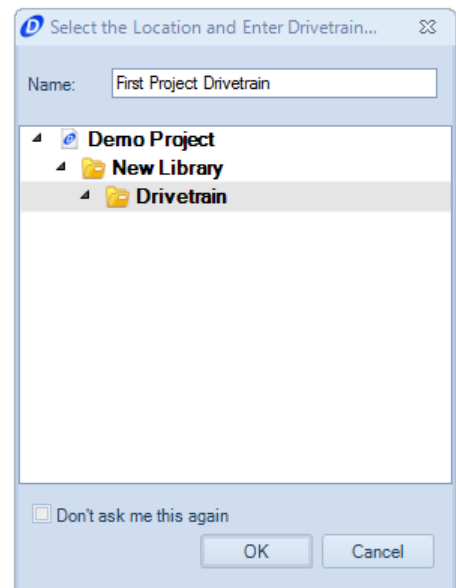 Select the Location and Enter Drivetrain...
Name: First Project Drivetrain
Demo Project
New Library
Drivetrain
Don't ask me this again
OK Cancel